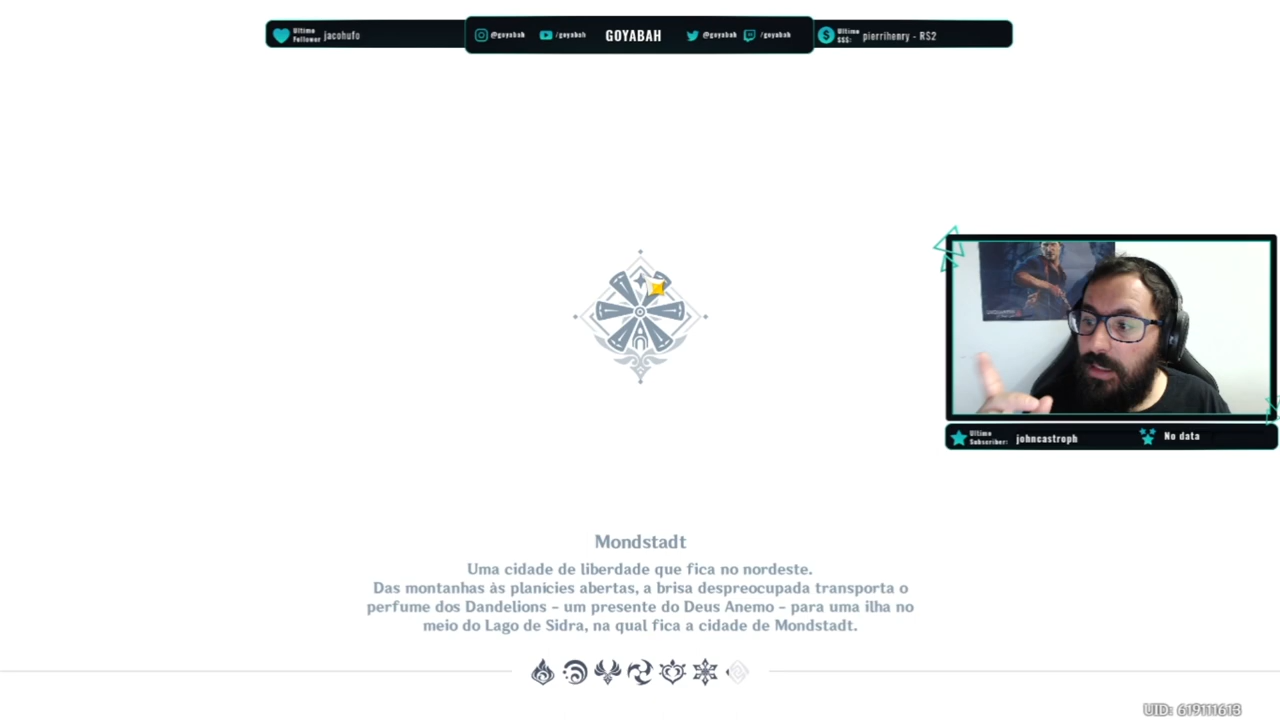 Ultimo
Follower
jacohufo
@goyabah
/goyabah
GOYABAH
@goyabah
/goyabah
Ultimo
SSS:
pierrihenry - RS2
Ultimo
Subscriber:
johncastroph
No data
Mondstadt
Uma cidade de liberdade que fica no nordeste.
Das montanhas às planícies abertas, a brisa despreocupada transporta o
perfume dos Dandelions - um presente do Deus Anemo - para uma ilha no
meio do Lago de Sidra, na qual fica a cidade de Mondstadt.
UID: 619111613